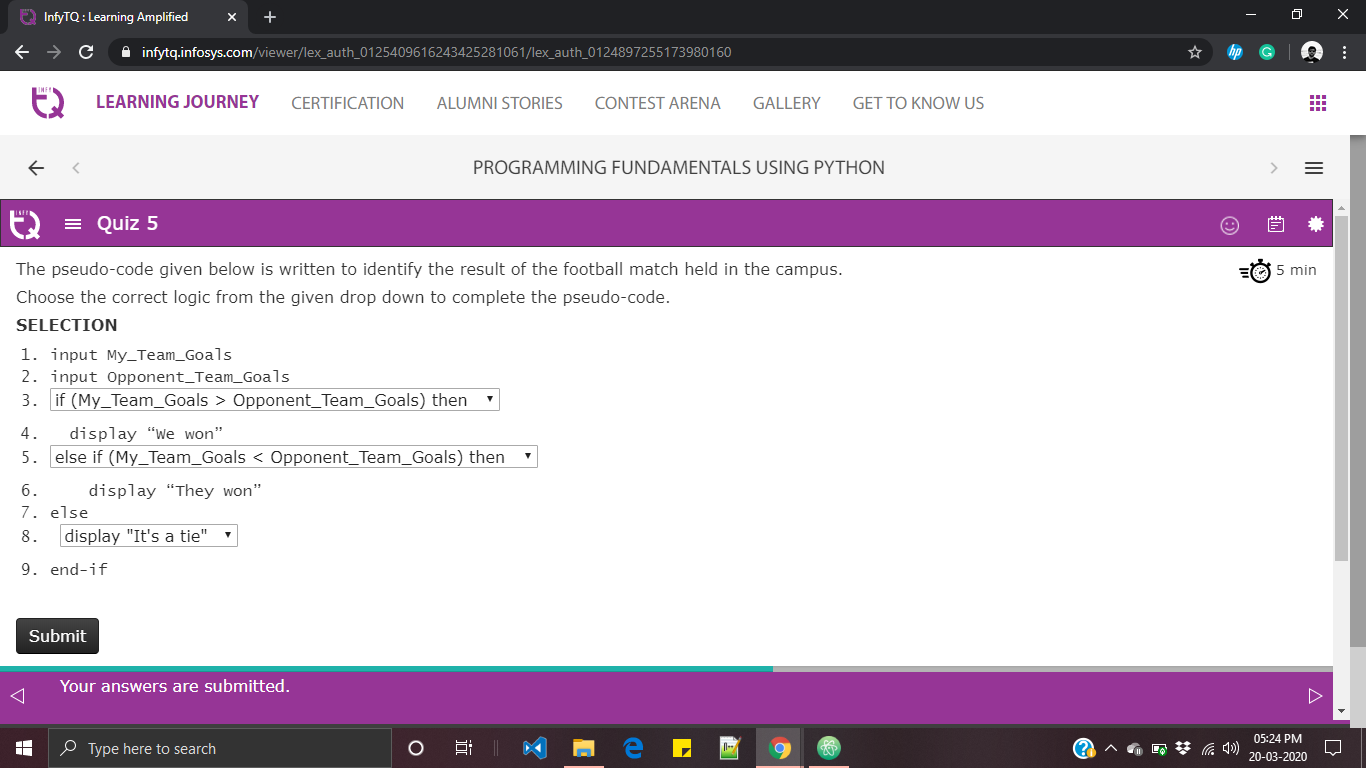 InfyTQ : Learning Amplified
infytq.infosys.com/viewer/lex_auth_0125409616243425281061/lex_auth_0124897255173980160
LEARNING JOURNEY CERTIFICATION ALUMNI STORIES CONTEST ARENA GALLERY GET TO KNOW US
PROGRAMMING FUNDAMENTALS USING PYTHON
Quiz 5
The pseudo-code given below is written to identify the result of the football match held in the campus. 5 min
Choose the correct logic from the given drop down to complete the pseudo-code.
SELECTION
1. input My_Team_Goals
2. input Opponent_Team_Goals
3. if (My_Team_Goals > Opponent_Team_Goals) then
4. display “We won”
5. else if (My_Team_Goals < Opponent_Team_Goals) then
6. display “They won”
7. else
8. display "It's a tie"
9. end-if
Submit
Your answers are submitted.
Type here to search
05:24 PM
20-03-2020